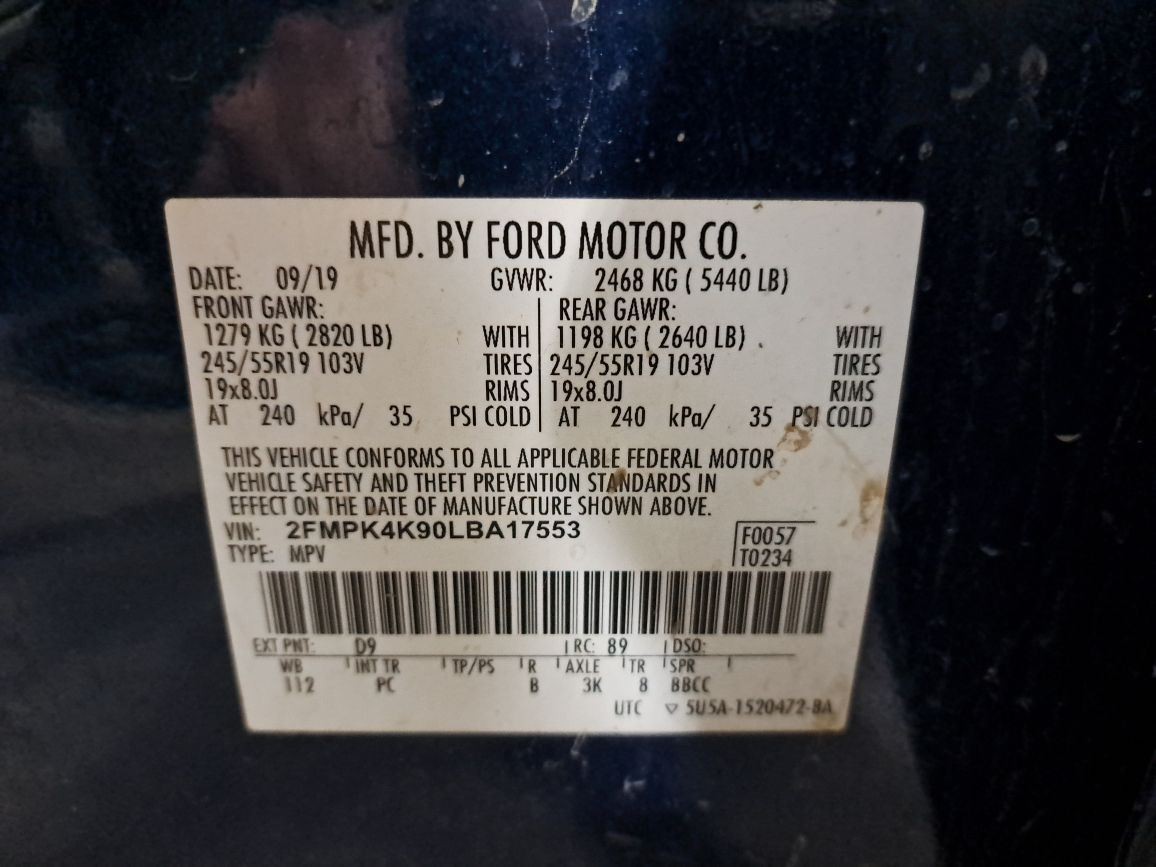 MFD. BY FORD MOTOR CO.
DATE: 09/19 GVWR: 2468 KG ( 5440 LB)
FRONT GAWR: REAR GAWR:
1279 KG ( 2820 LB) WITH 1198 KG ( 2640 LB) WITH
245/55R19 103V TIRES 245/55R19 103V TIRES
19x8.0J RIMS 19x8.0J RIMS
AT 240 kPa/ 35 PSI COLD AT 240 kPa/ 35 PSI COLD
THIS VEHICLE CONFORMS TO ALL APPLICABLE FEDERAL MOTOR
VEHICLE SAFETY AND THEFT PREVENTION STANDARDS IN
EFFECT ON THE DATE OF MANUFACTURE SHOWN ABOVE.
VIN: 2FMPK4K90LBA17553 F0057
TYPE: MPV T0234
EXT PNT: D9 RC: 89 DSO:
WB INT TR TP/PS R AXLE TR SPR
112 PC B 3K 8 BBCC
UTC ▽ 5U5A-1520472-BA